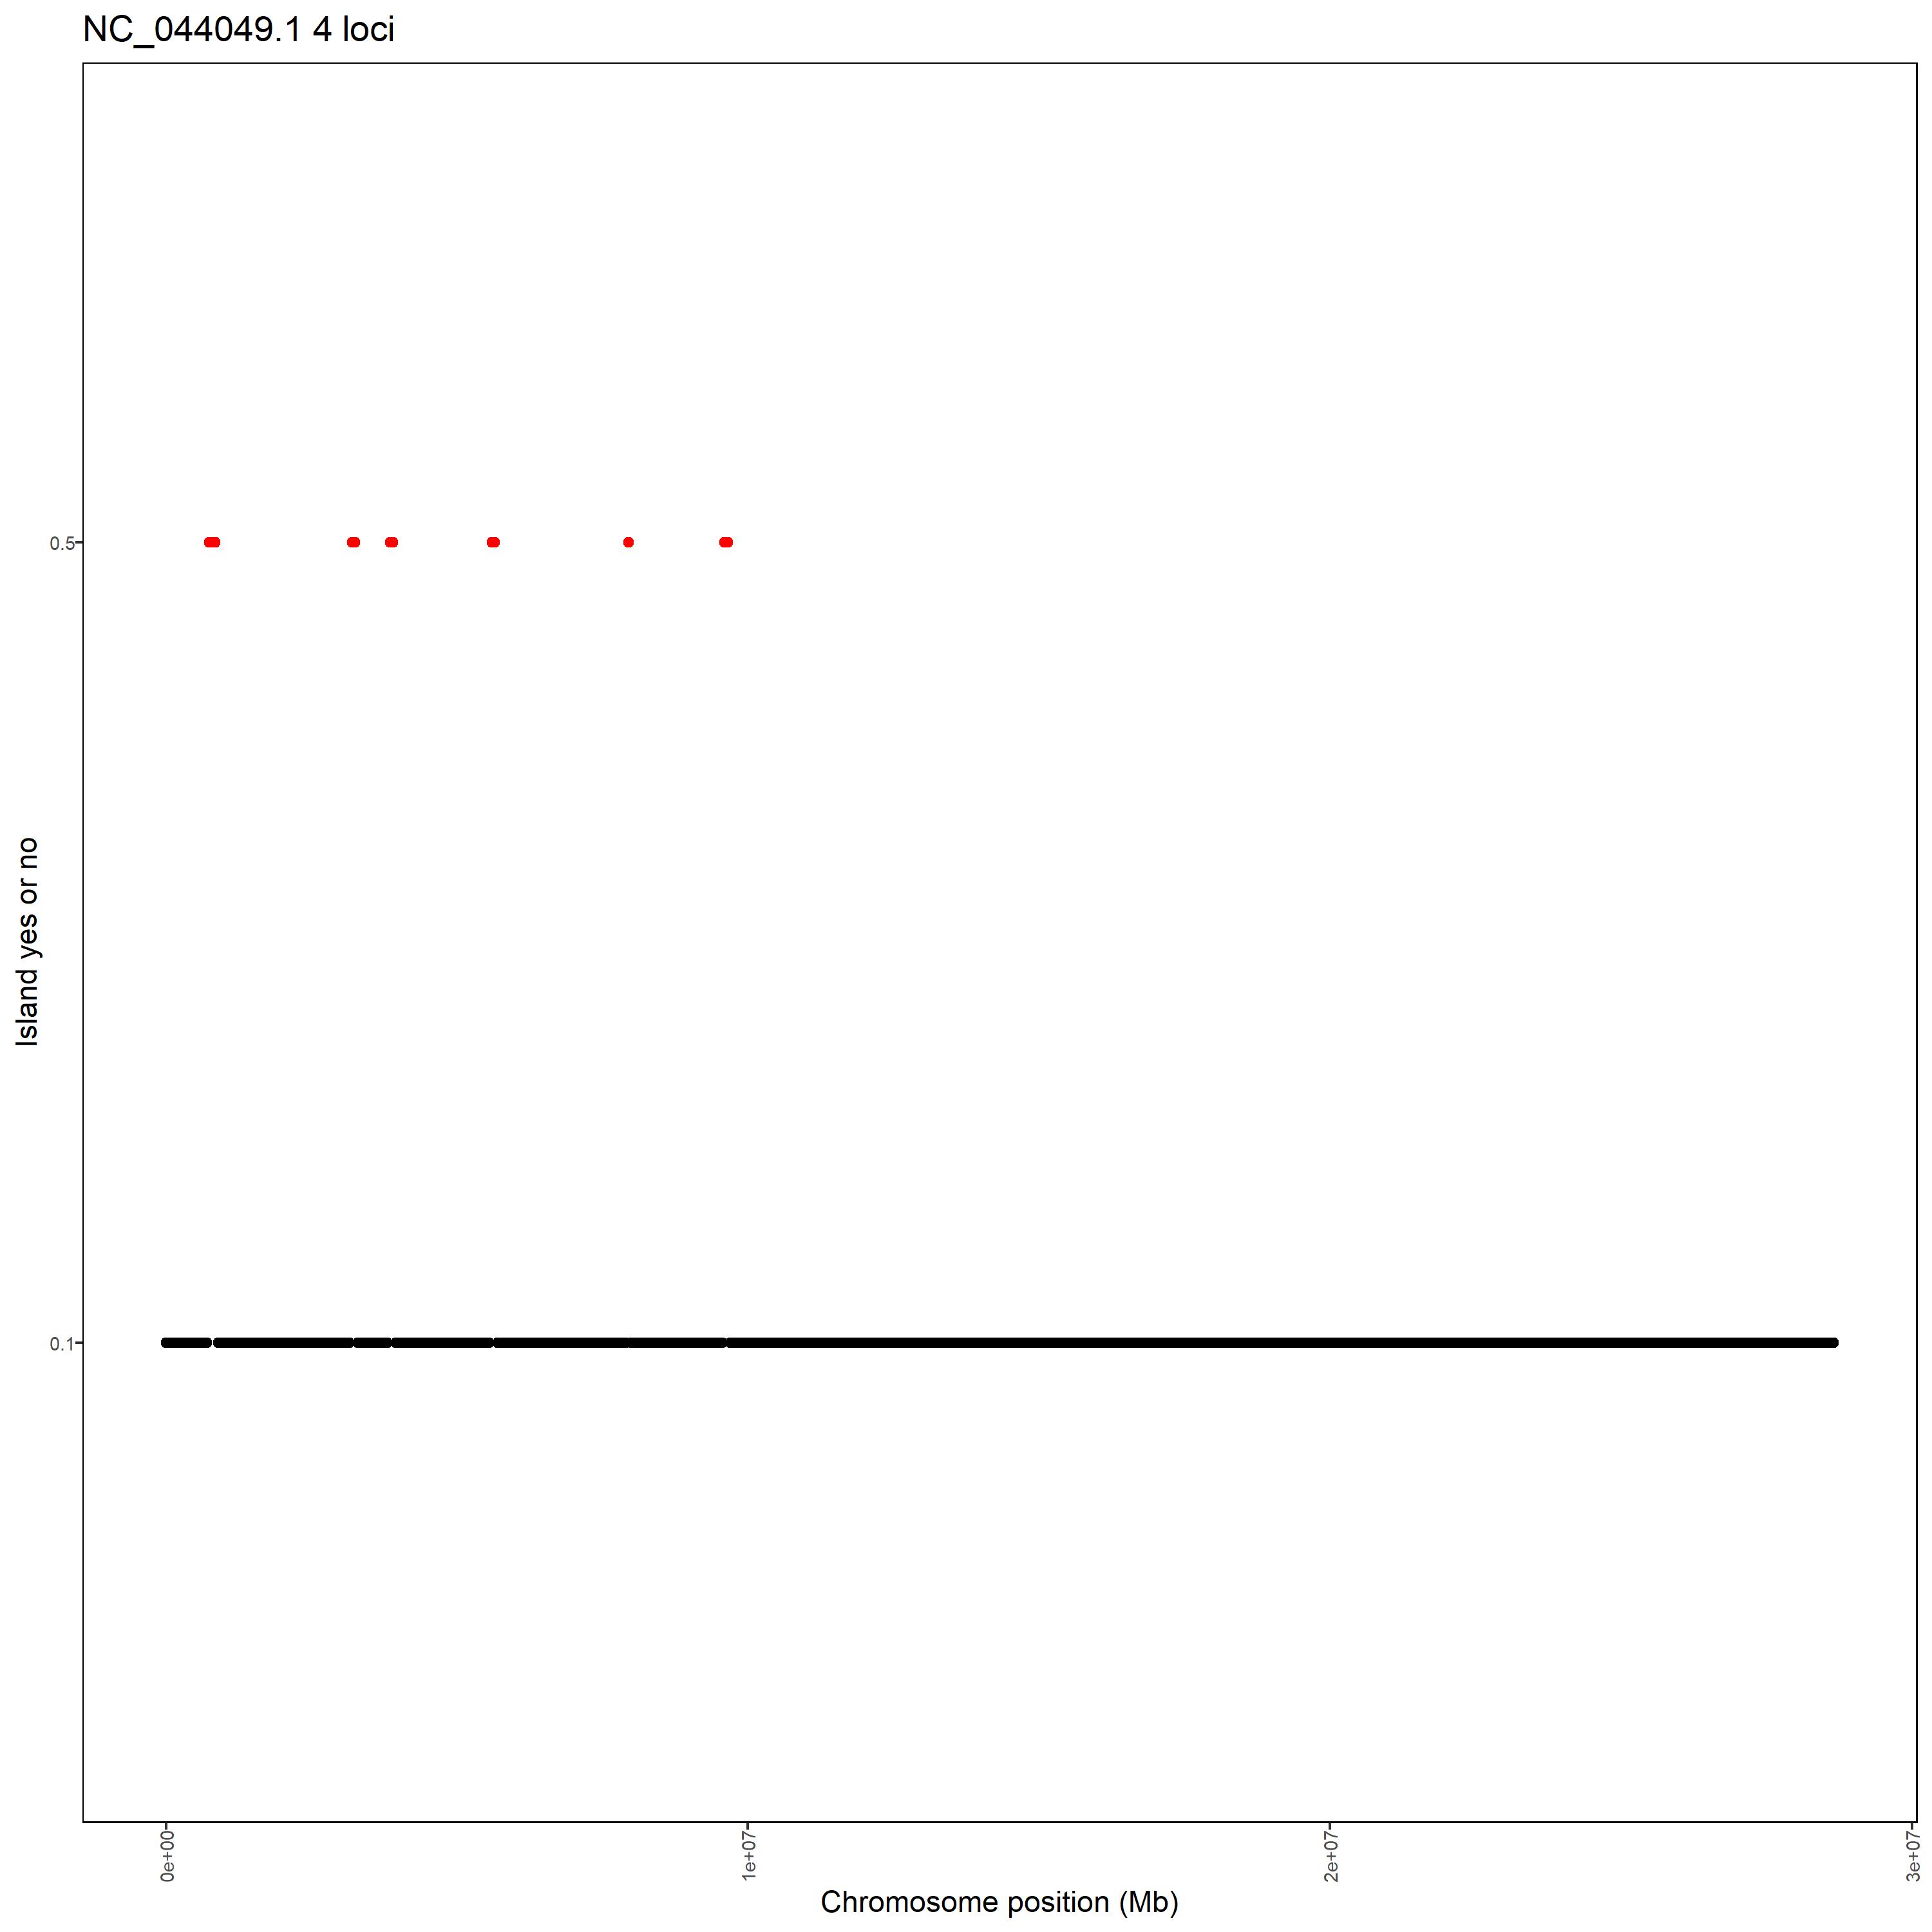 NC_044049.1 4 loci
Island yes or no
0.5
0.1
0e+00
1e+07
2e+07
3e+07
Chromosome position (Mb)